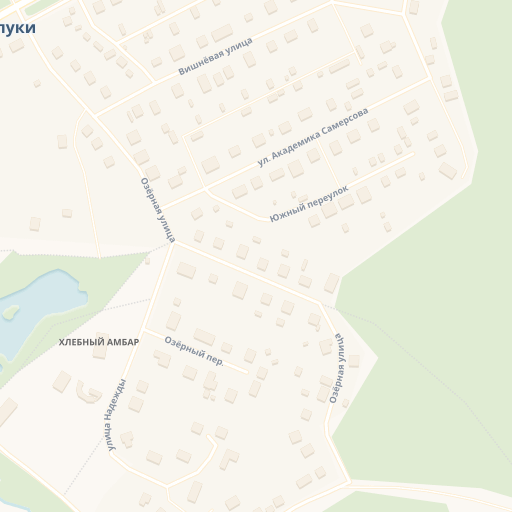 луки
Вишнёвая улица
ул. Академика Самерсова
Озёрная улица
Южный переулок
ХЛЕБНЫЙ АМБАР
Озёрный пер.
Озёрная улица
улица Надежды